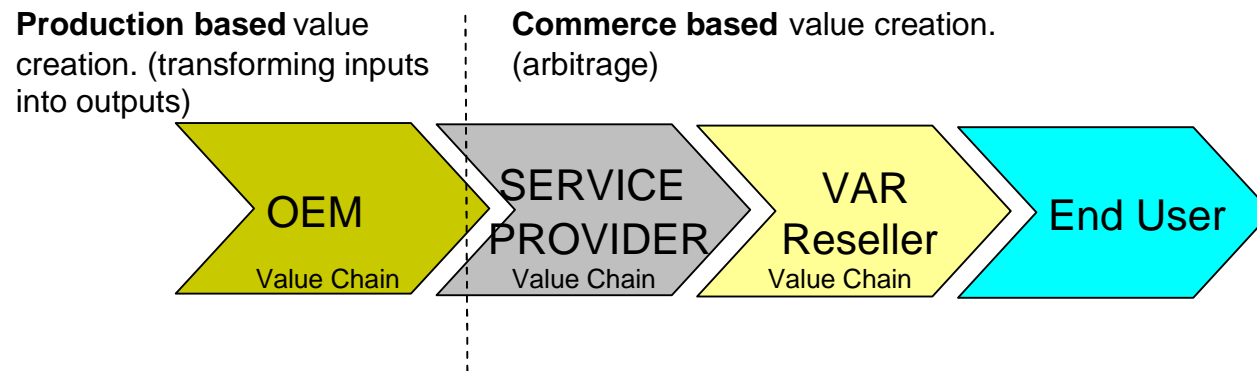 Production based value
creation. (transforming inputs
into outputs)
Commerce based value creation.
(arbitrage)
OEM
Value Chain
SERVICE
PROVIDER
Value Chain
VAR
Reseller
Value Chain
End User